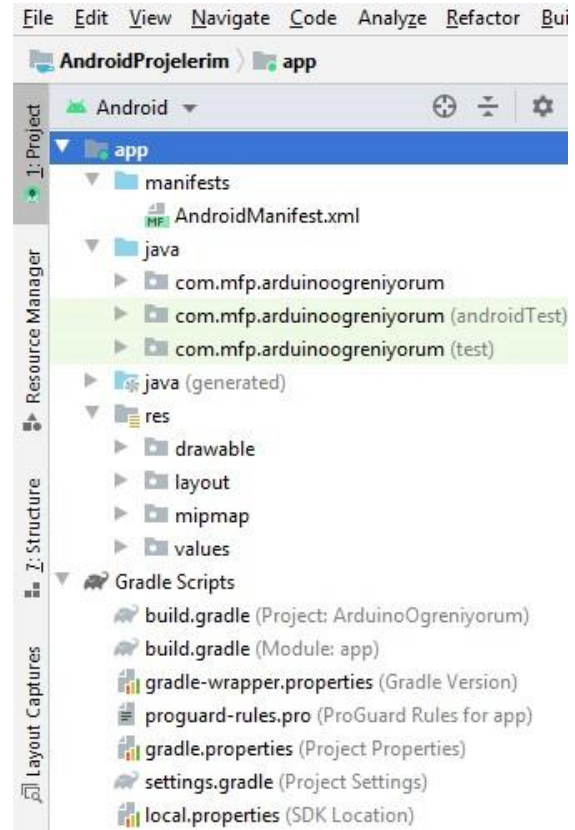 File Edit View Navigate Code Analyze Refactor Bui
AndroidProjelerim app
Android
1: Project
Resource Manager
7: Structure
Layout Captures
app
manifests
MF AndroidManifest.xml
java
com.mfp.arduinoogreniyorum
com.mfp.arduinoogreniyorum (androidTest)
com.mfp.arduinoogreniyorum (test)
java (generated)
res
drawable
layout
mipmap
values
Gradle Scripts
build.gradle (Project: ArduinoOgreniyorum)
build.gradle (Module: app)
gradle-wrapper.properties (Gradle Version)
proguard-rules.pro (ProGuard Rules for app)
gradle.properties (Project Properties)
settings.gradle (Project Settings)
local.properties (SDK Location)